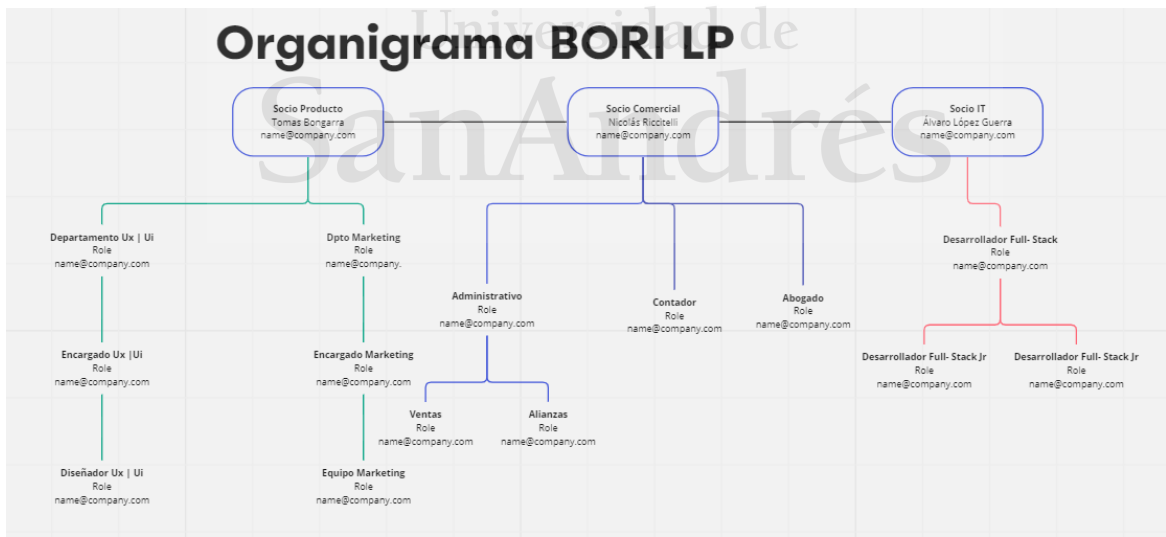 Universidad de
SanAndrés
Organigrama BORI LP
Socio Producto
Tomas Bongarra
name@company.com
Socio Comercial
Nicolás Riccitelli
name@company.com
Socio IT
Álvaro López Guerra
name@company.com
Departamento Ux | Ui
Role
name@company.com
Dpto Marketing
Role
name@company.
Desarrollador Full- Stack
Role
name@company.com
Administrativo
Role
name@company.com
Contador
Role
name@company.com
Abogado
Role
name@company.com
Encargado Ux |Ui
Role
name@company.com
Encargado Marketing
Role
name@company.com
Desarrollador Full- Stack Jr
Role
name@company.com
Desarrollador Full- Stack Jr
Role
name@company.com
Ventas
Role
name@company.com
Alianzas
Role
name@company.com
Diseñador Ux | Ui
Role
name@company.com
Equipo Marketing
Role
name@company.com